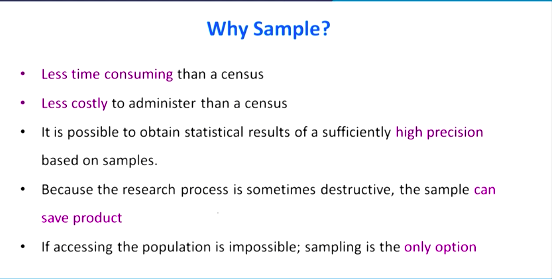 Why Sample?
• Less time consuming than a census
• Less costly to administer than a census
• It is possible to obtain statistical results of a sufficiently high precision
based on samples.
• Because the research process is sometimes destructive, the sample can
save product
• If accessing the population is impossible; sampling is the only option